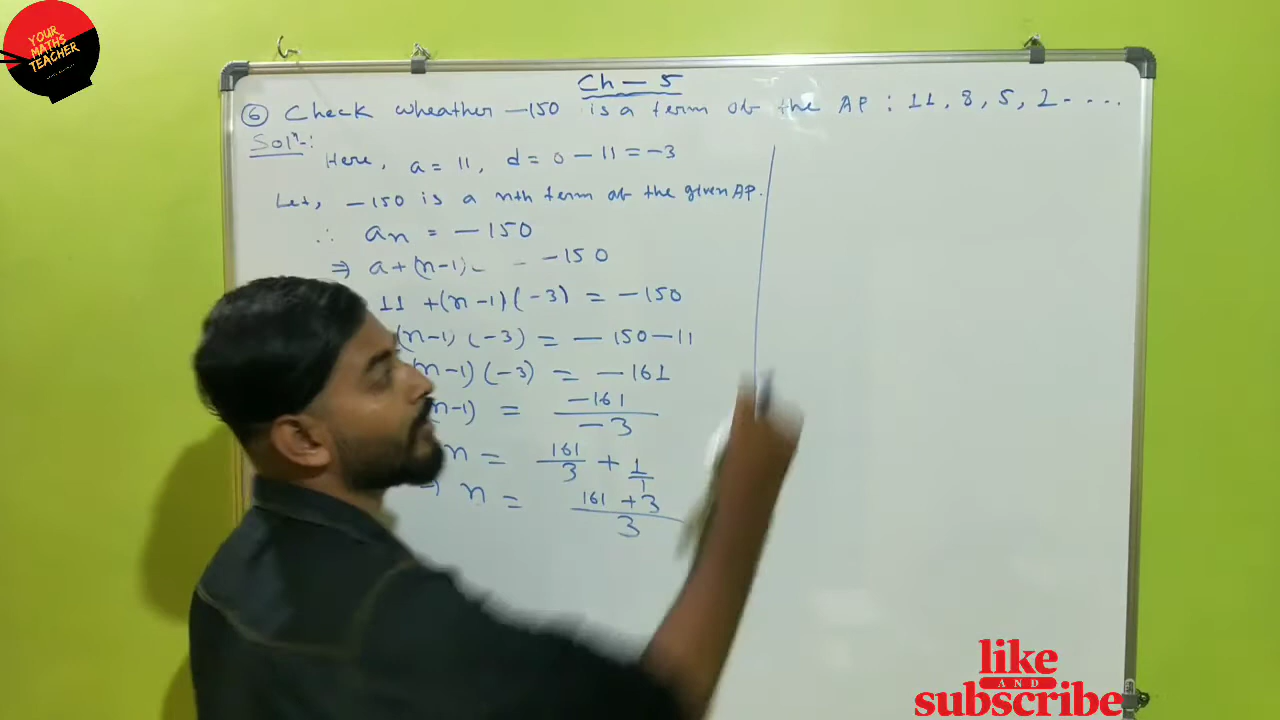 YOUR
MATHS
TEACHER
Ch - 5
6 Check wheather -150 is a term of the AP : 11, 8, 5, 2 - ....
Solⁿ-:
Here, a = 11, d = 0 - 11 = -3
Let, -150 is a nth term of the given AP.
∴ an = -150
⇒ a+(n-1) -150
11 +(n-1)(-3) = -150
(n-1)(-3) = -150-11
n-1)(-3) = -161
(n-1) = -161/-3
n = 161/3 + 1/1
⇒ n = 161 +3/3
like
AND
subscribe